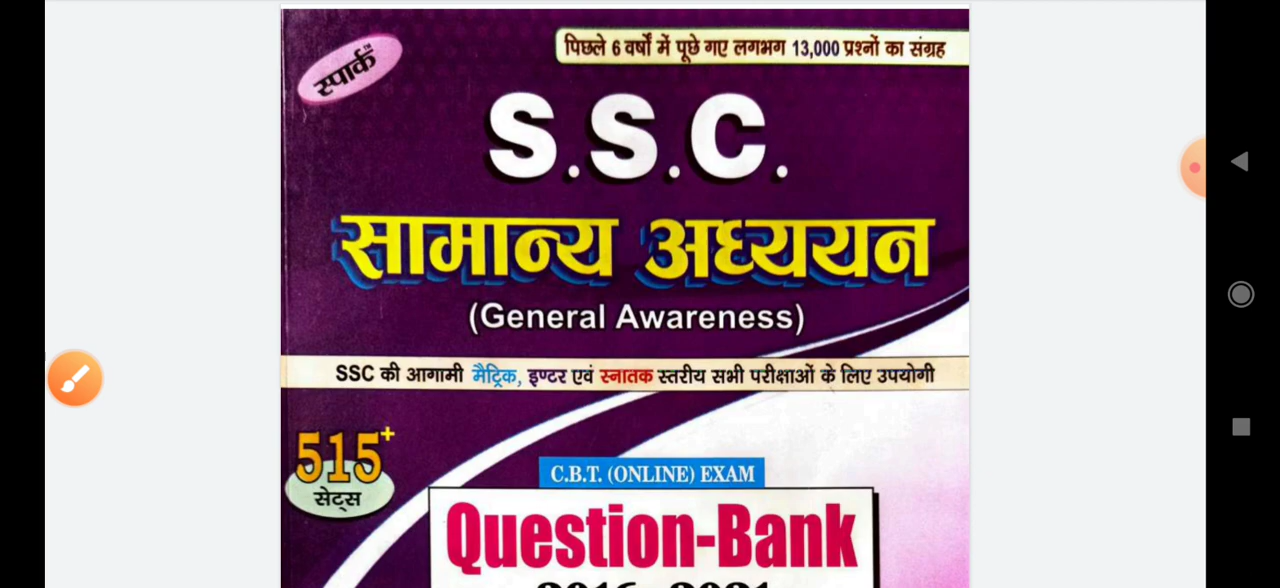 पिछले 6 वर्षों में पूछे गए लगभग 13,000 प्रश्नों का संग्रह
स्पार्क™
S.S.C.
सामान्य अध्ययन
(General Awareness)
SSC की आगामी मैट्रिक, इण्टर एवं स्नातक स्तरीय सभी परीक्षाओं के लिए उपयोगी
515+
सेट्स
C.B.T. (ONLINE) EXAM
Question-Bank